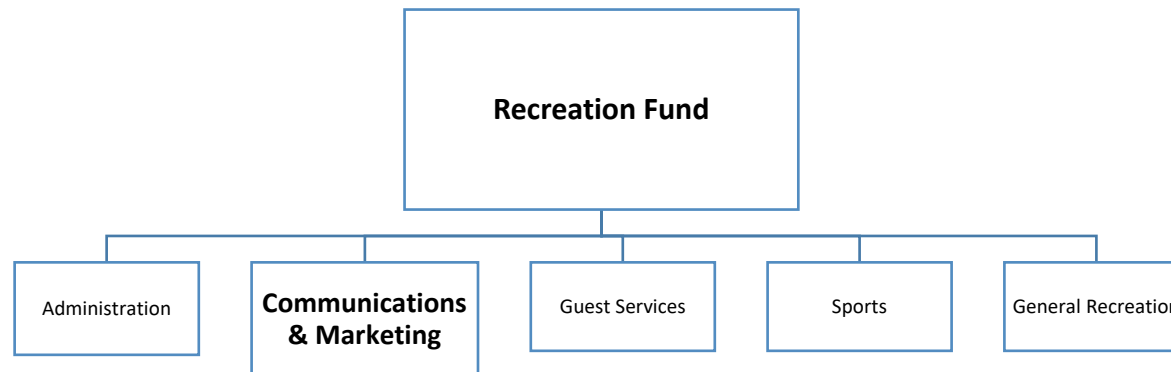 Recreation Fund
Administration
Communications
& Marketing
Guest Services
Sports
General Recreation